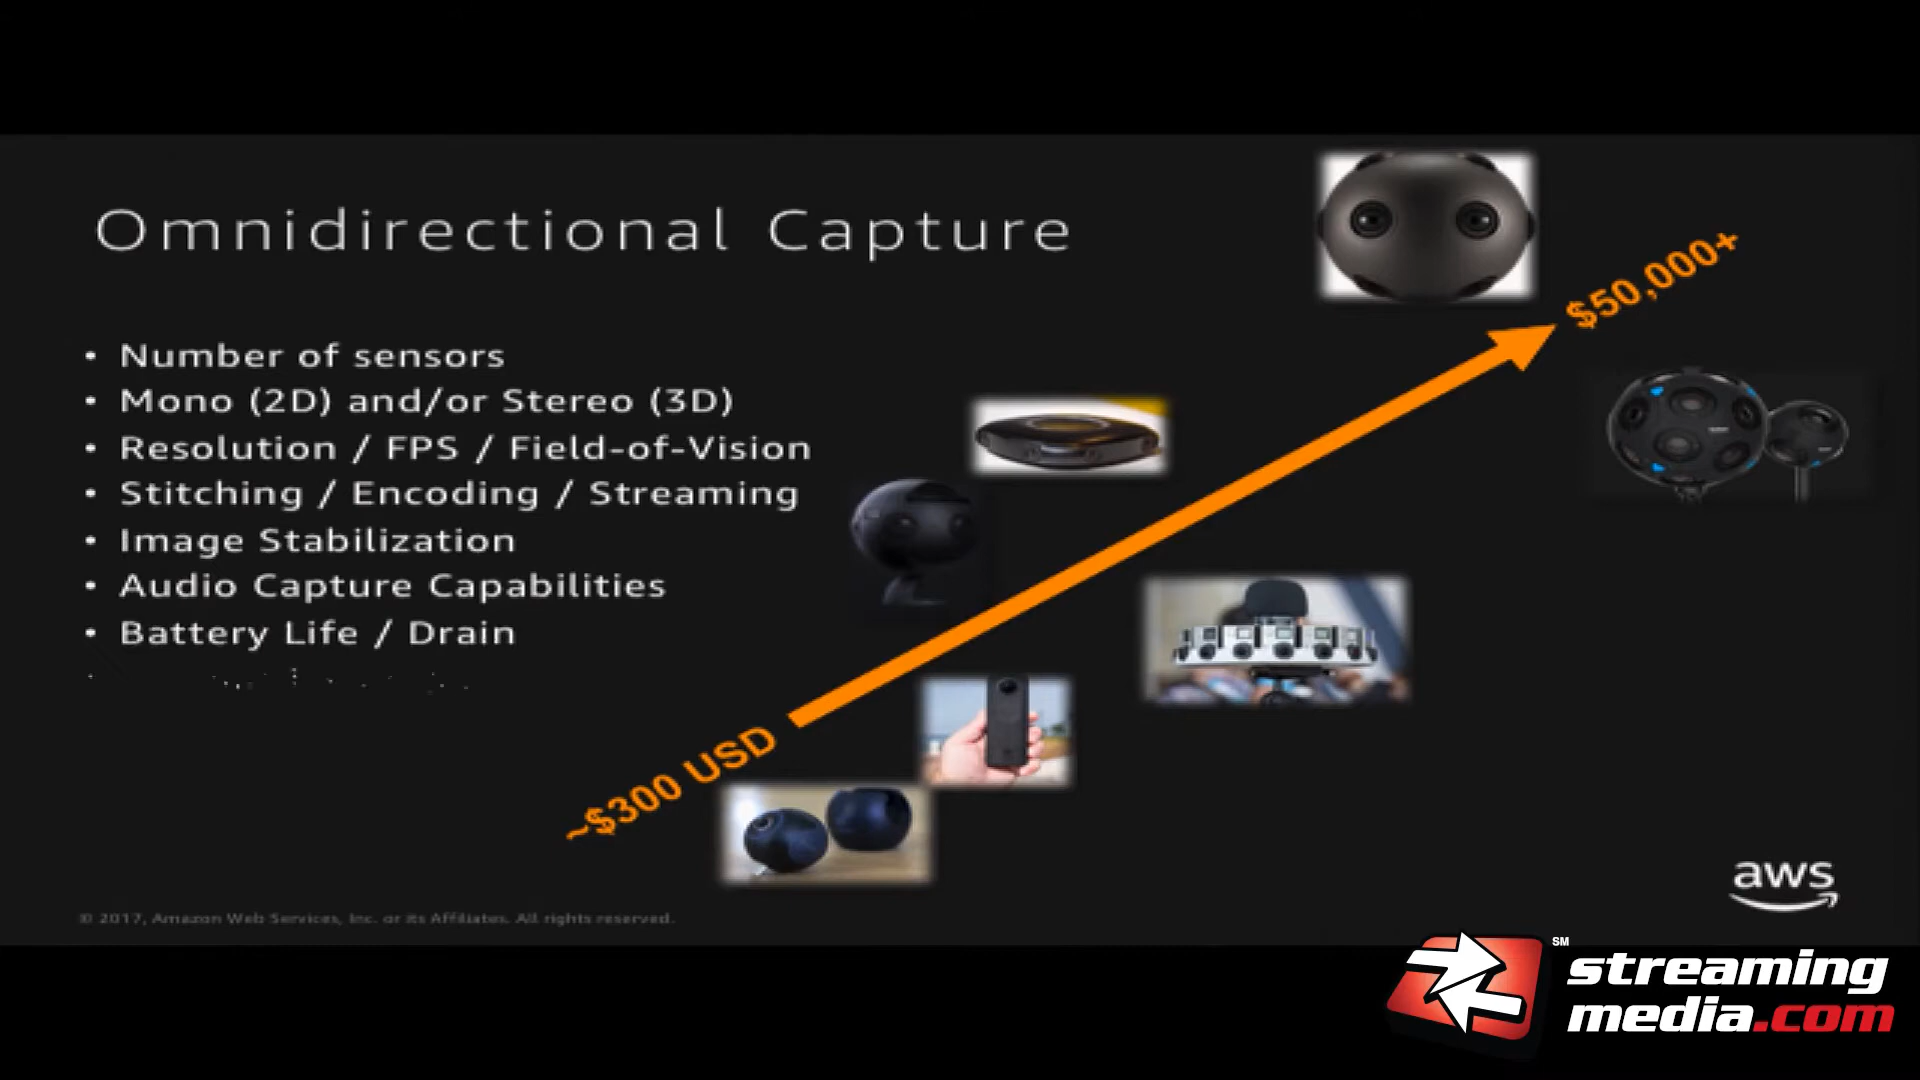 Omnidirectional Capture
• Number of sensors
• Mono (2D) and/or Stereo (3D)
• Resolution / FPS / Field-of-Vision
• Stitching / Encoding / Streaming
• Image Stabilization
• Audio Capture Capabilities
• Battery Life / Drain
$50,000+
~$300 USD
© 2017, Amazon Web Services, Inc. or its Affiliates. All rights reserved.
aws
SM
streaming
media.com